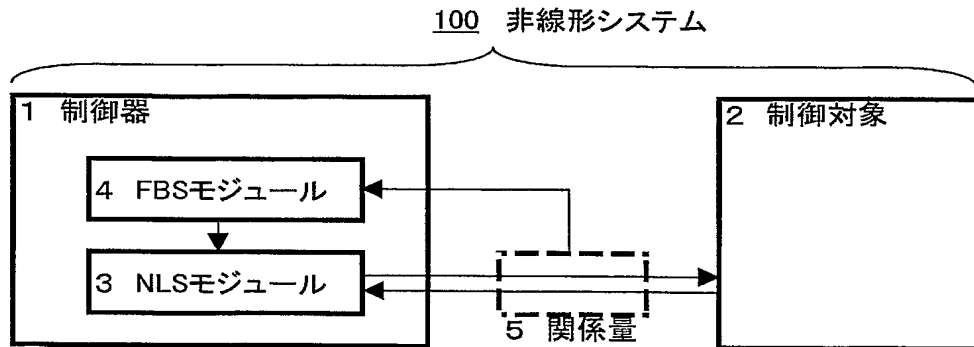 100 非線形システム
1 制御器
2 制御対象
4 FBSモジュール
3 NLSモジュール
5 関係量